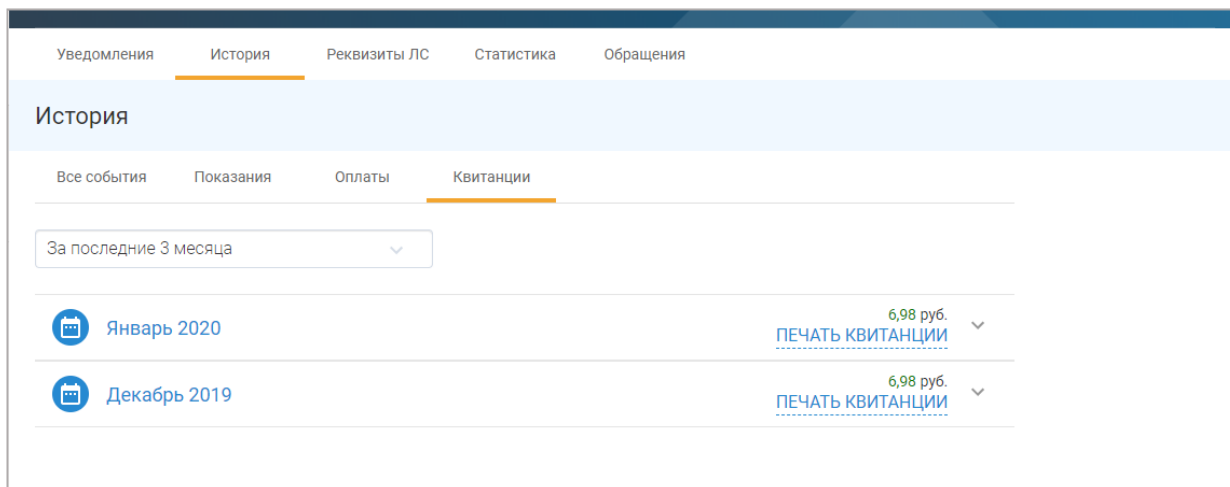 Уведомления История Реквизиты ЛС Статистика Обращения
История
Все события Показания Оплаты Квитанции
За последние 3 месяца
Январь 2020
6,98 руб.
ПЕЧАТЬ КВИТАНЦИИ
Декабрь 2019
6,98 руб.
ПЕЧАТЬ КВИТАНЦИИ